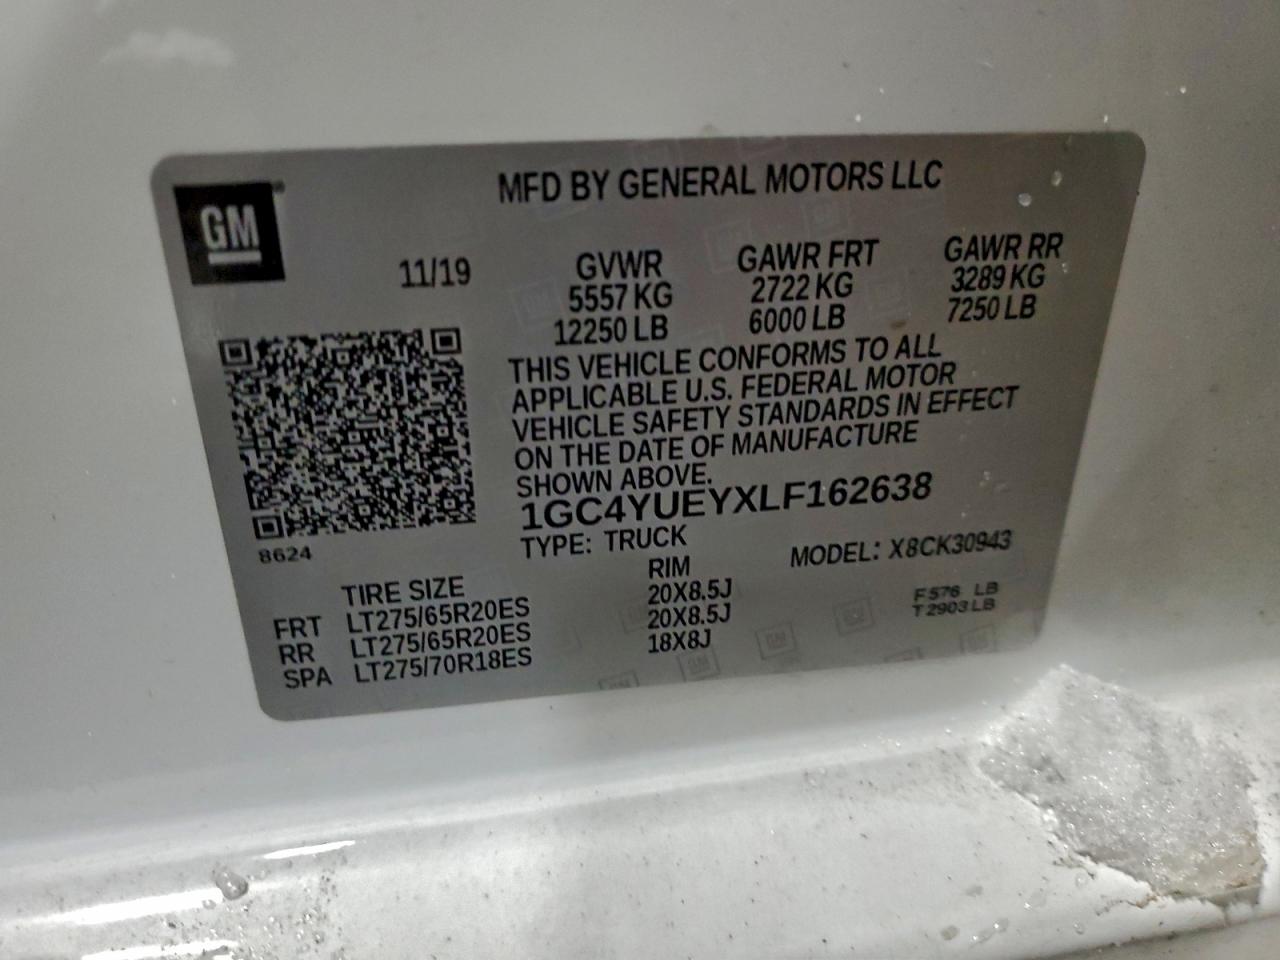 GM
MFD BY GENERAL MOTORS LLC
11/19
GVWR GAWR FRT GAWR RR
5557 KG 2722 KG 3289 KG
12250 LB 6000 LB 7250 LB
THIS VEHICLE CONFORMS TO ALL
APPLICABLE U.S. FEDERAL MOTOR
VEHICLE SAFETY STANDARDS IN EFFECT
ON THE DATE OF MANUFACTURE
SHOWN ABOVE.
1GC4YUEYXLF162638
8624
TYPE: TRUCK MODEL: X8CK30943
TIRE SIZE RIM
FRT LT275/65R20ES 20X8.5J
RR LT275/65R20ES 20X8.5J
SPA LT275/70R18ES 18X8J
F 576 LB
T 2903 LB